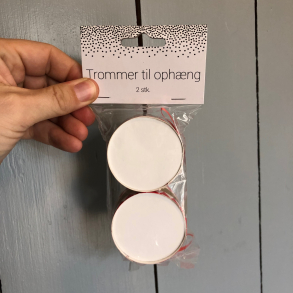 Trommer til ophæng
2 stk.